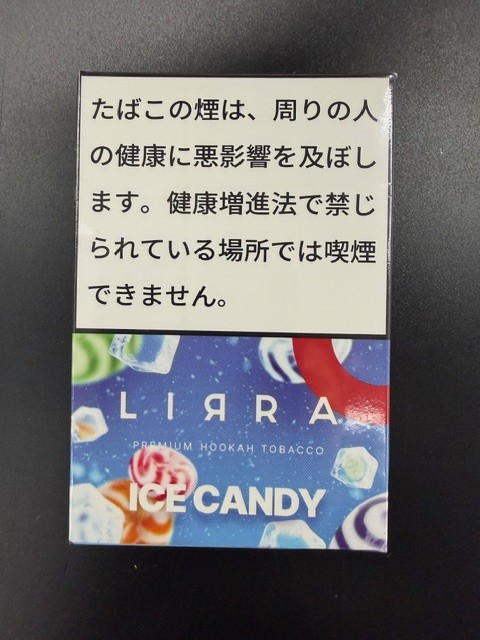 たばこの煙は、周りの人
の健康に悪影響を及ぼし
ます。健康増進法で禁じ
られている場所では喫煙
できません。
LIЯRA
PREMIUM HOOKAH TOBACCO
ICE CANDY